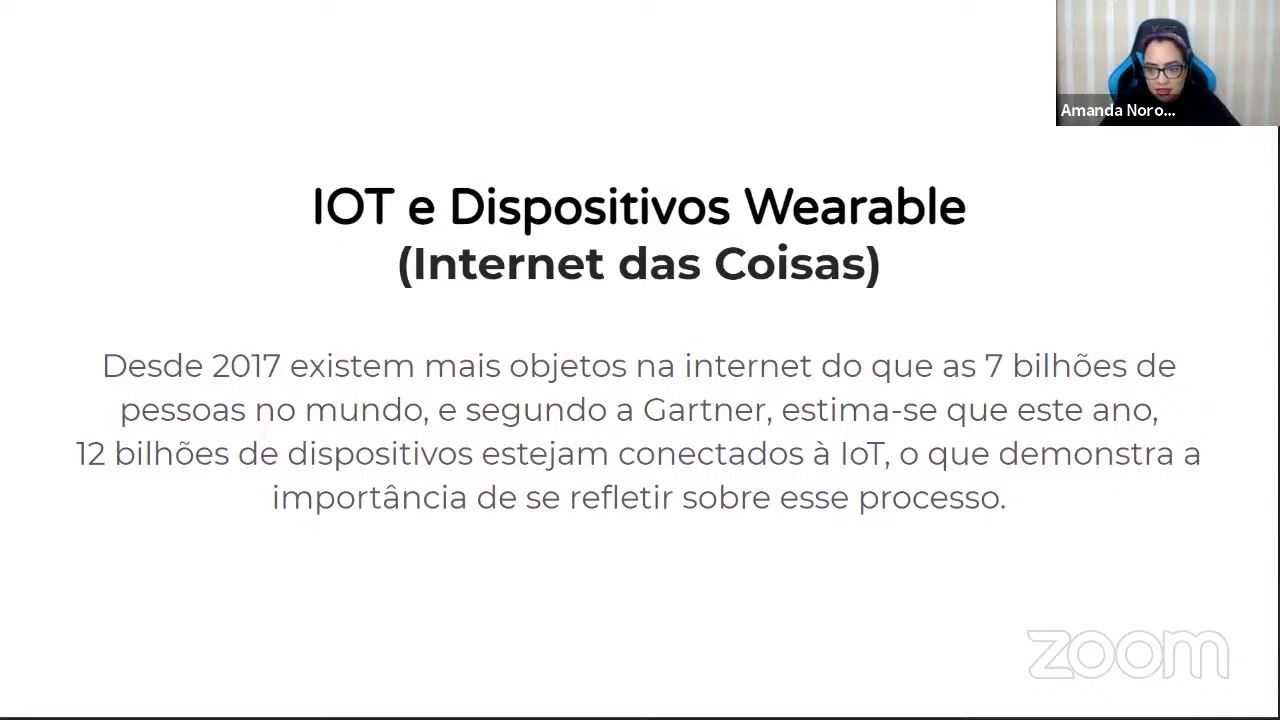 Amanda Noro...
IOT e Dispositivos Wearable
(Internet das Coisas)
Desde 2017 existem mais objetos na internet do que as 7 bilhões de
pessoas no mundo, e segundo a Gartner, estima-se que este ano,
12 bilhões de dispositivos estejam conectados à IoT, o que demonstra a
importância de se refletir sobre esse processo.
zoom